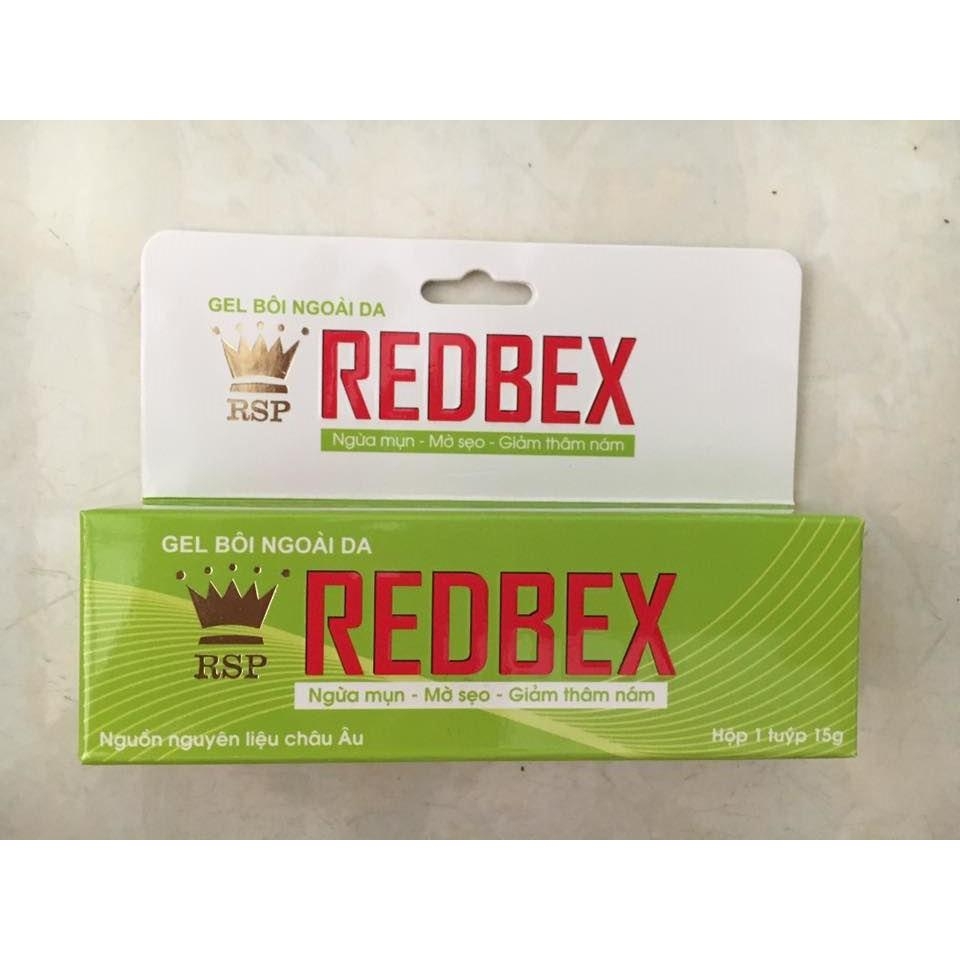 GEL BÔI NGOÀI DA
RSP
REDBEX
Ngừa mụn - Mờ sẹo - Giảm thâm nám
GEL BÔI NGOÀI DA
RSP
REDBEX
Ngừa mụn - Mờ sẹo - Giảm thâm nám
Nguồn nguyên liệu châu Âu
Hộp 1 tuýp 15g